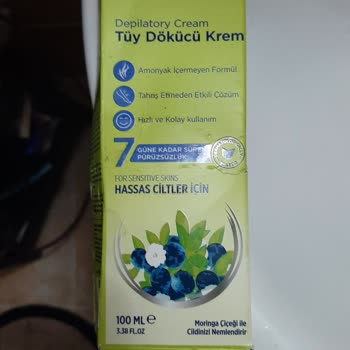 Depilatory Cream
Tüy Dökücü Krem
Amonyak İçermeyen Formül
Tahriş Etmeden Etkili Çözüm
Hızlı ve Kolay kullanım
7 GÜNE KADAR SÜPER
PÜRÜZSÜZLÜK
FOR SENSITIVE SKINS
HASSAS CİLTLER İÇİN
100 ML e
3.38 FL.OZ
Moringa Çiçeği ile
Cildinizi Nemlendirir